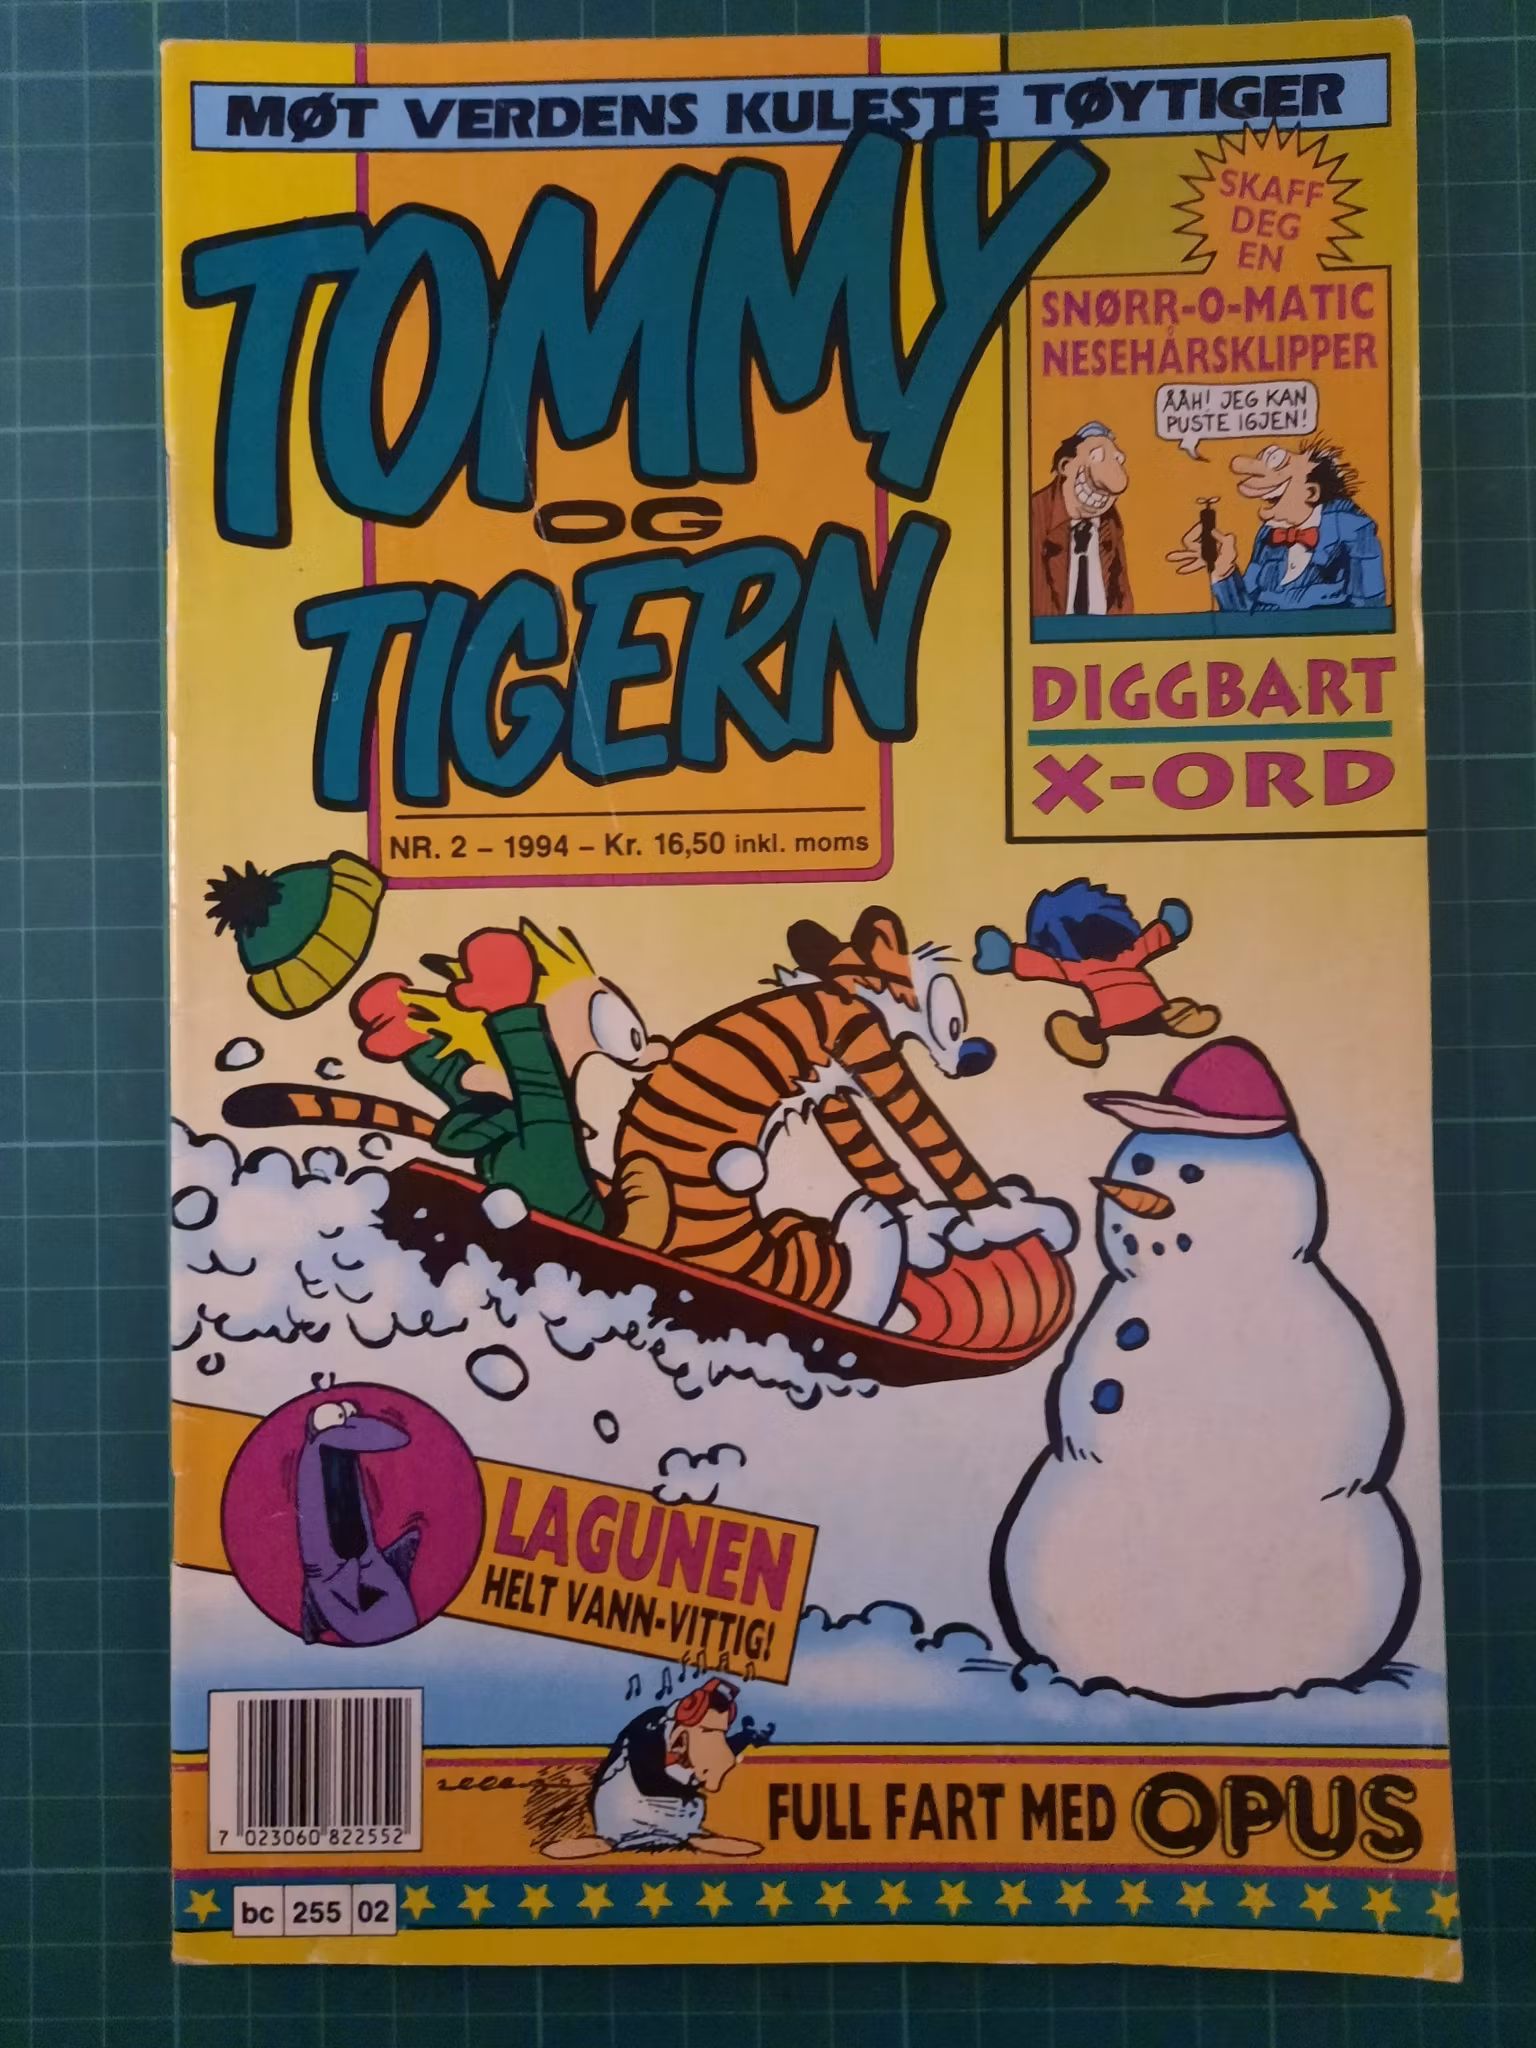 MØT VERDENS KULESTE TØYTIGER
TOMMY
OG
TIGERN
NR. 2 – 1994 – Kr. 16,50 inkl. moms
SKAFF
DEG
EN
SNØRR-O-MATIC
NESEHÅRSKLIPPER
ÅÅH! JEG KAN
PUSTE IGJEN!
DIGGBART
X-ORD
LAGUNEN
HELT VANN-VITTIG!
7 023060 822552
FULL FART MED OPUS
bc 255 02